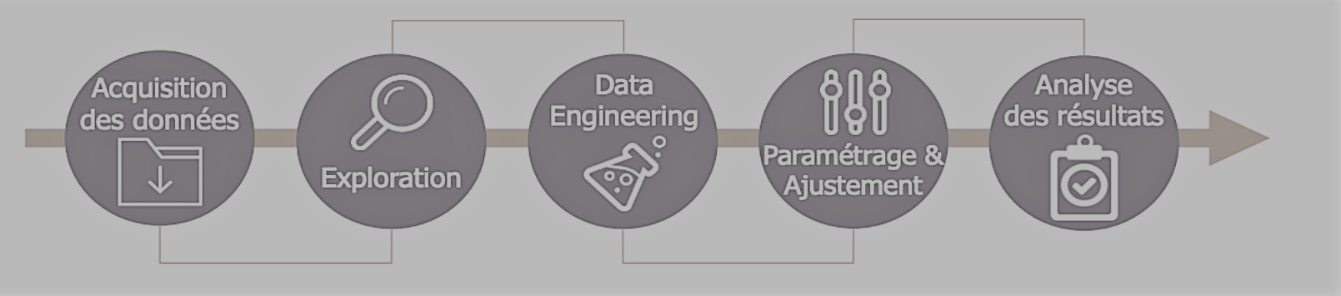 Acquisition
des données
Exploration
Data
Engineering
Paramétrage &
Ajustement
Analyse
des résultats